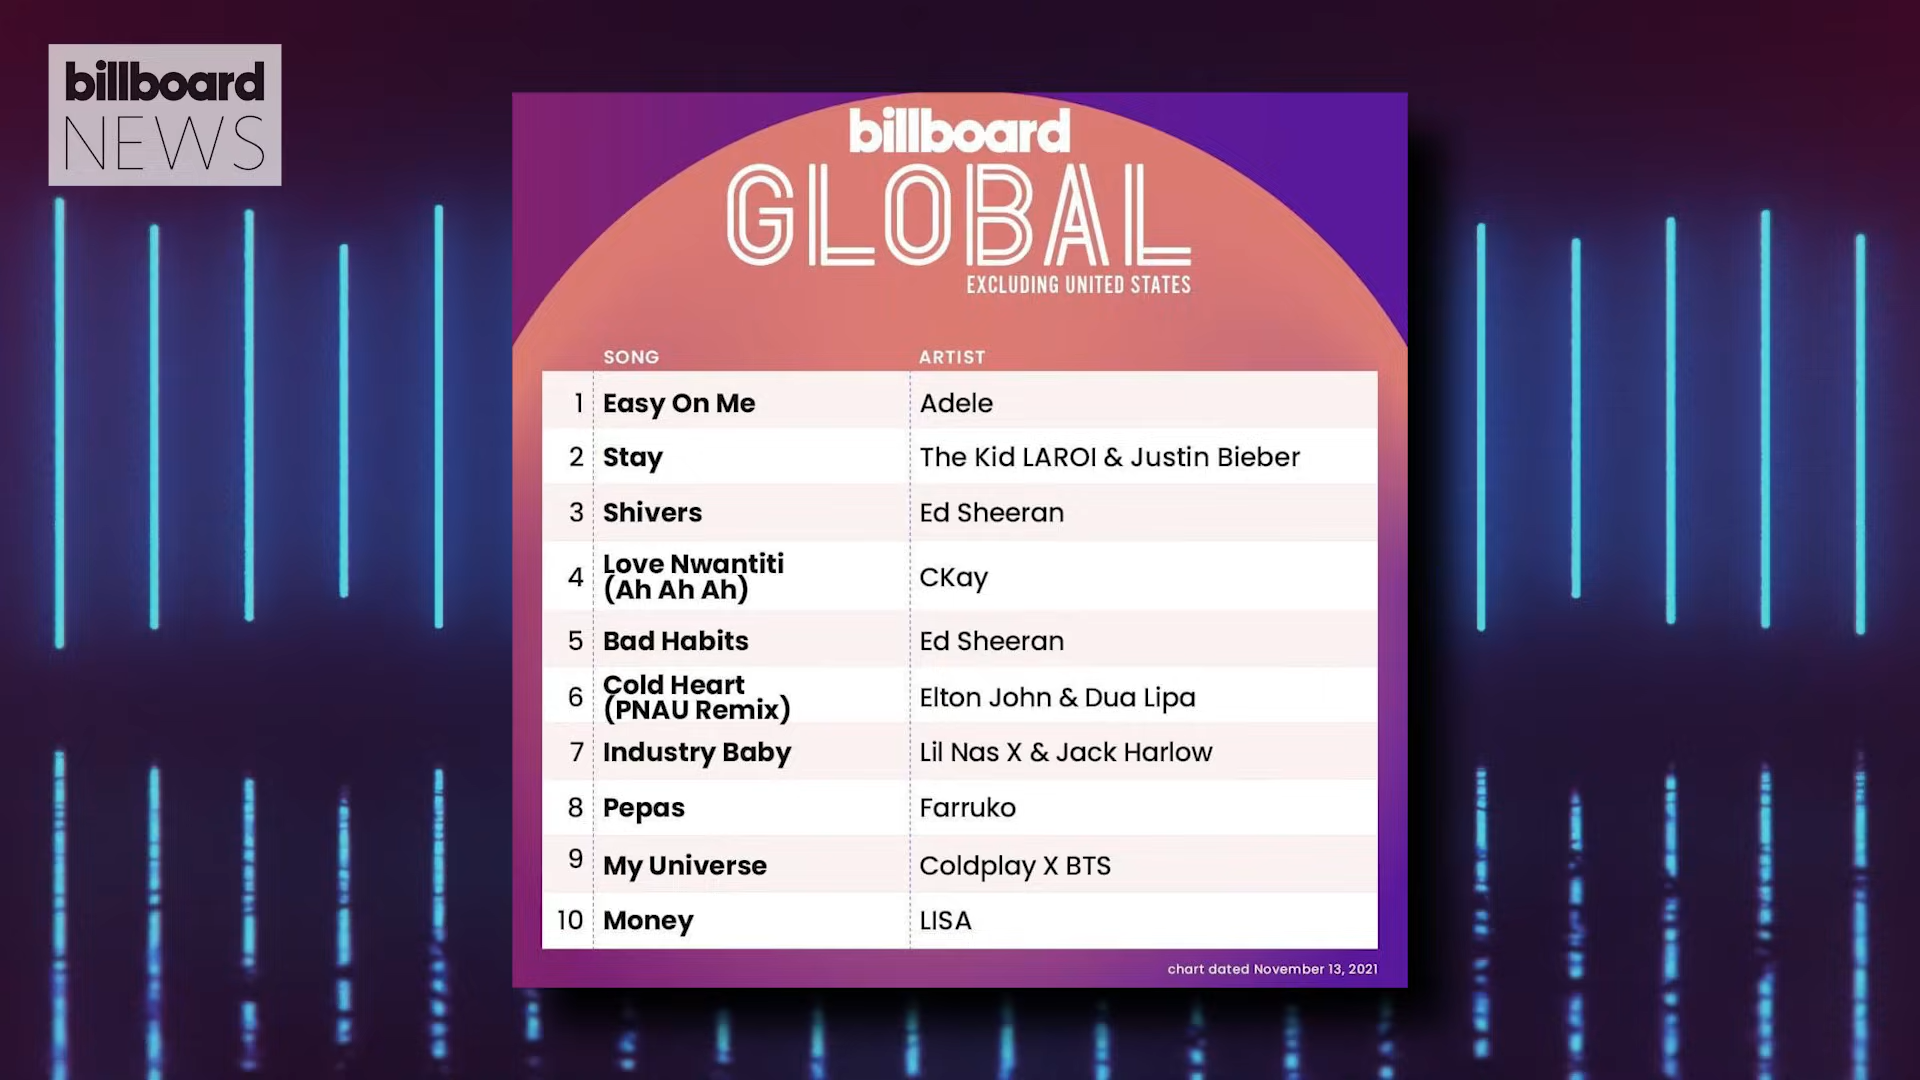 billboard
NEWS
billboard
GLOBAL
EXCLUDING UNITED STATES
SONG ARTIST
1 Easy On Me Adele
2 Stay The Kid LAROI & Justin Bieber
3 Shivers Ed Sheeran
4 Love Nwantiti
(Ah Ah Ah) CKay
5 Bad Habits Ed Sheeran
6 Cold Heart
(PNAU Remix) Elton John & Dua Lipa
7 Industry Baby Lil Nas X & Jack Harlow
8 Pepas Farruko
9 My Universe Coldplay X BTS
10 Money LISA
chart dated November 13, 2021